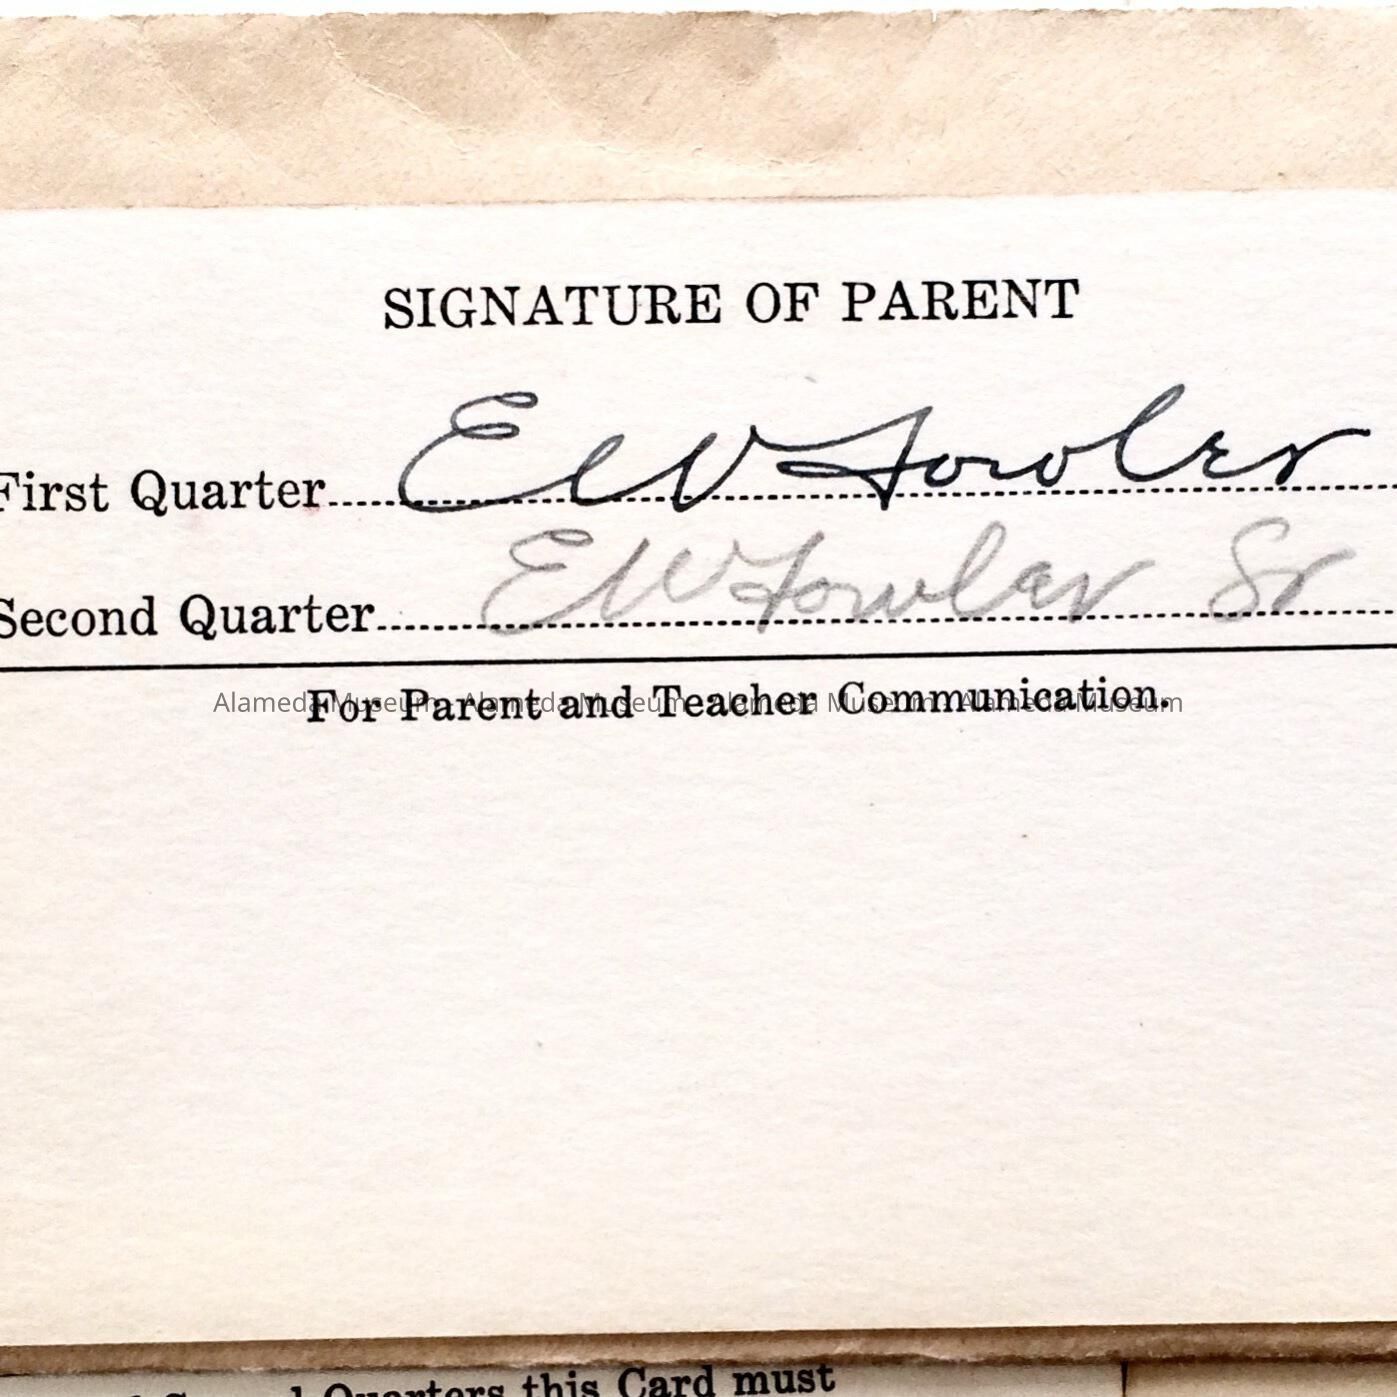 SIGNATURE OF PARENT
First Quarter E W Fowler
Second Quarter E W Fowler Sr
For Parent and Teacher Communication.
Alameda Museum - Alameda Museum - Alameda Museum - Alameda Museum
Quarters this Card must